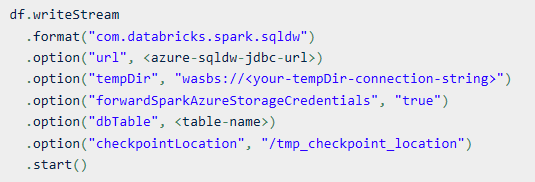 df.writeStream
  .format("com.databricks.spark.sqldw")
  .option("url", <azure-sqldw-jdbc-url>)
  .option("tempDir", "wasbs://<your-tempDir-connection-string>")
  .option("forwardSparkAzureStorageCredentials", "true")
  .option("dbTable", <table-name>)
  .option("checkpointLocation", "/tmp_checkpoint_location")
  .start()